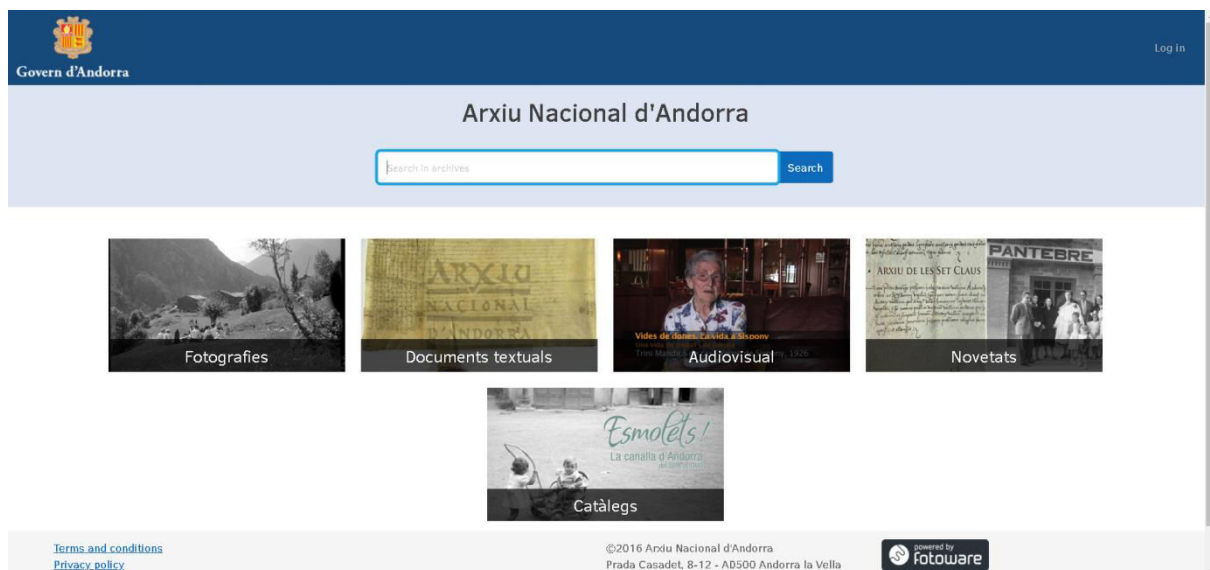 Log in
Govern d'Andorra
Arxiu Nacional d'Andorra
Search in archives
Search
Fotografies
ARXIU
NACIONAL
D'ANDORRA
Documents textuals
Vides de dones. La vida a Sispony
1926.
Audiovisual
ARXIU DE LES SET CLAUS
PANTEBRE
Novetats
Esmolets!
La canalla d'Andorra
Catàlegs
Terms and conditions
Privacy policy
©2016 Arxiu Nacional d'Andorra
Prada Casadet, 8-12 - AD500 Andorra la Vella
powered by
Fotoware